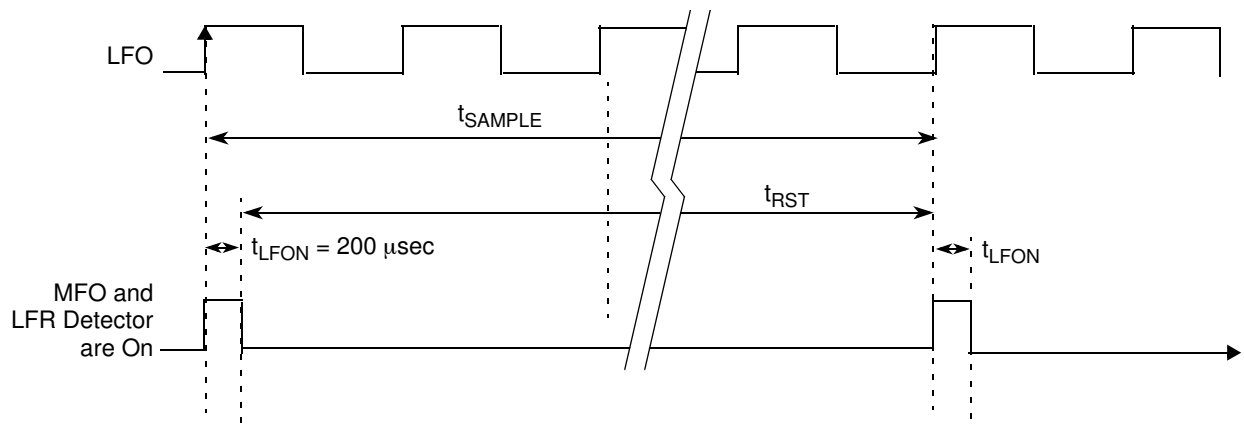 LFO
tSAMPLE
tRST
tLFON = 200 μsec
tLFON
MFO and
LFR Detector
are On